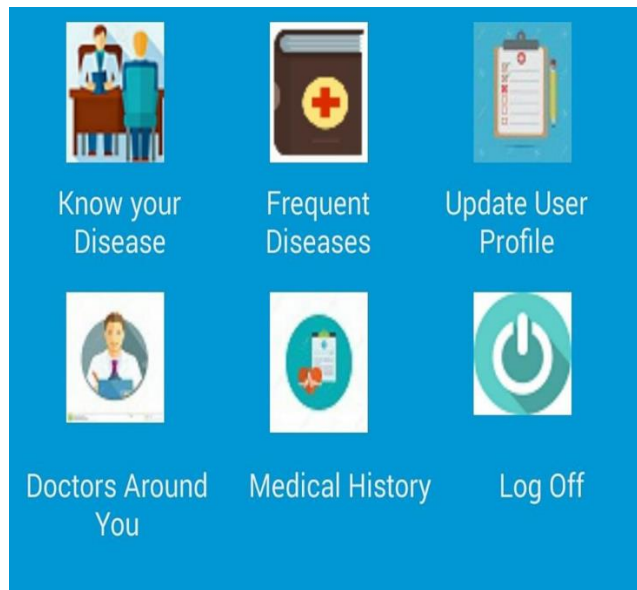 Know your
Disease
Frequent
Diseases
Update User
Profile
Doctors Around
You
Medical History
Log Off